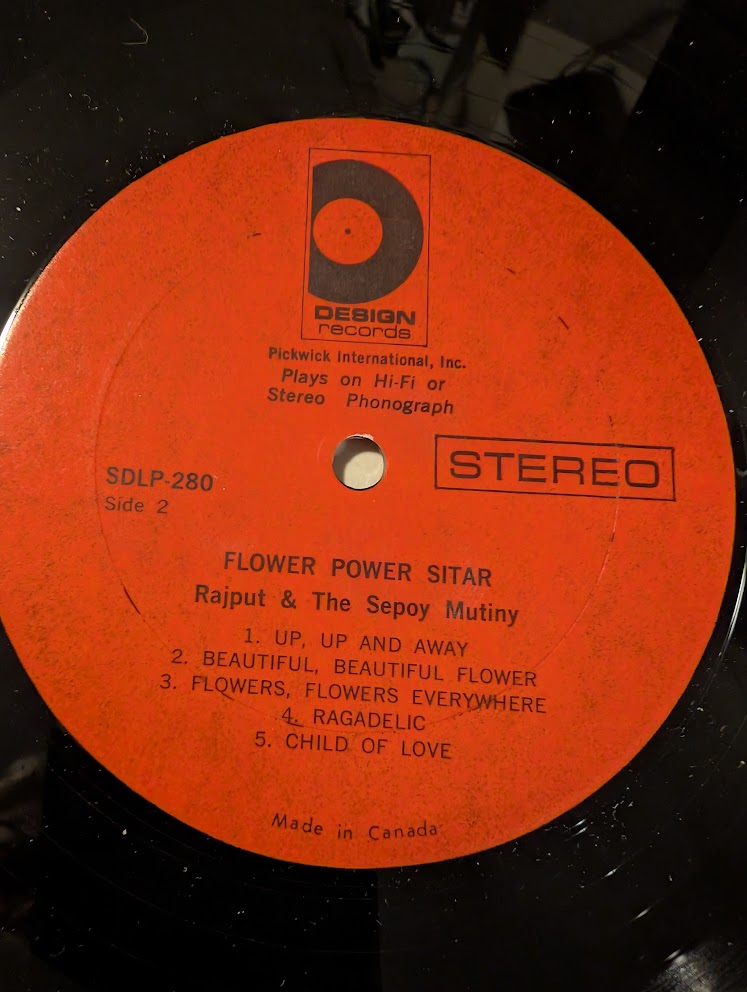 DESIGN
records
Pickwick International, Inc.
Plays on Hi-Fi or
Stereo Phonograph
STEREO
SDLP-280
Side 2
FLOWER POWER SITAR
Rajput & The Sepoy Mutiny
1. UP, UP AND AWAY
2. BEAUTIFUL, BEAUTIFUL FLOWER
3. FLOWERS, FLOWERS EVERYWHERE
4. RAGADELIC
5. CHILD OF LOVE
Made in Canada